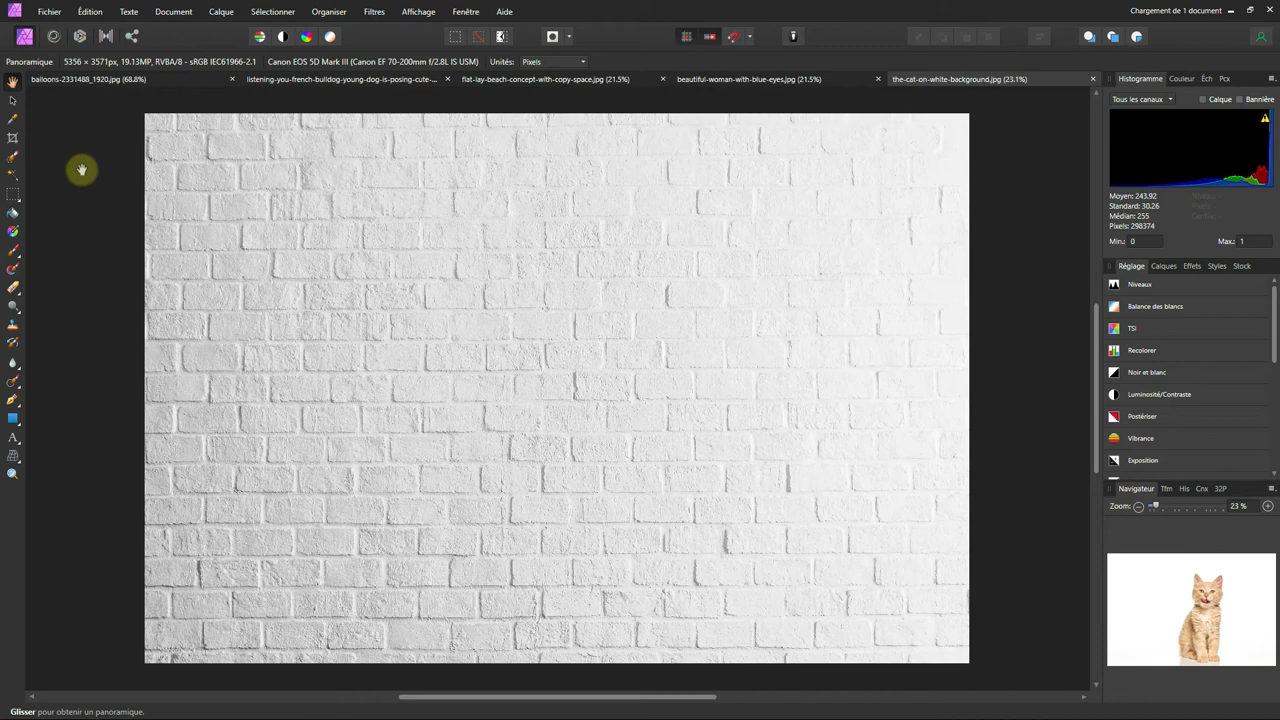 Fichier Édition Texte Document Calque Sélectionner Organiser Filtres Affichage Fenêtre Aide Chargement de 1 document
Panoramique 5356 × 3571px, 19.13MP, RVBA/8 - sRGB IEC61966-2.1 Canon EOS 5D Mark III (Canon EF 70-200mm f/2.8L IS USM) Unités: Pixels
balloons-2331488_1920.jpg (68.8%) listening-you-french-bulldog-young-dog-is-posing-cute-... flat-lay-beach-concept-with-copy-space.jpg (21.5%) beautiful-woman-with-blue-eyes.jpg (21.5%) the-cat-on-white-background.jpg (23.1%)
Histogramme Couleur Éch Pcx
Tous les canaux Calque Bannière
Moyen: 243.92
Standard: 30.26
Médian: 255
Pixels: 298374
Min.: 0 Max.: 1
Réglage Calques Effets Styles Stock
Niveaux
Balance des blancs
TSI
Recolorer
Noir et blanc
Luminosité/Contraste
Postériser
Vibrance
Exposition
Navigateur Tfm His Cnx 32P
Zoom: 23 %
Glisser pour obtenir un panoramique.